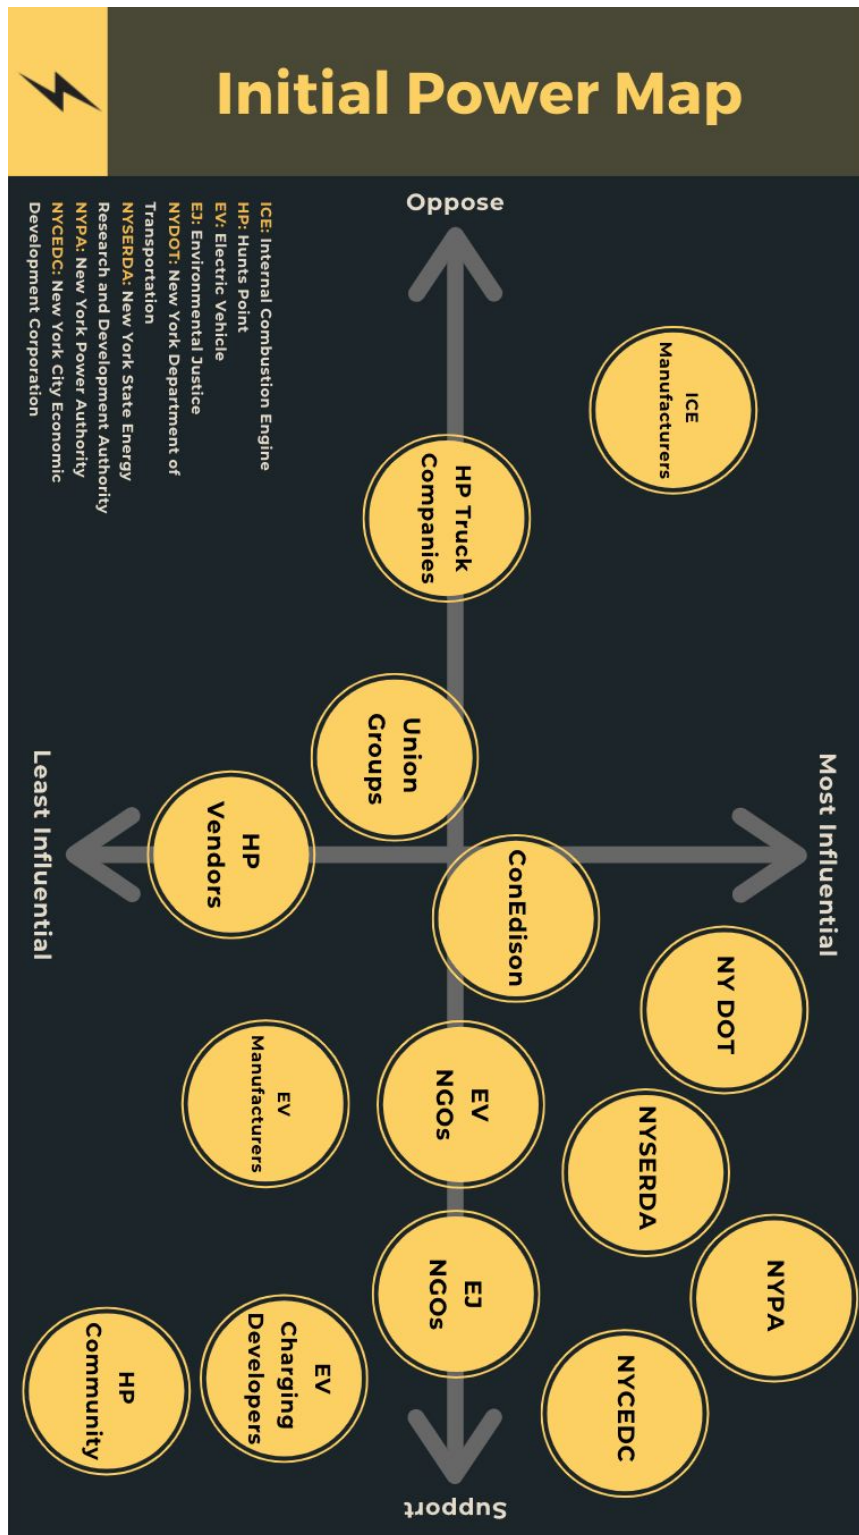 Initial Power Map
Oppose
ICE: Internal Combustion Engine
HP: Hunts Point
EV: Electric Vehicle
EJ: Environmental Justice
NYDOT: New York Department of
Transportation
NYSERDA: New York State Energy
Research and Development Authority
NYPA: New York Power Authority
NYCEDC: New York City Economic
Development Corporation
ICE
Manufacturers
HP Truck
Companies
Union
Groups
HP
Vendors
Most Influential
Least Influential
ConEdison
NY DOT
EV
Manufacturers
EV
NGOs
NYSERDA
NYPA
EJ
NGOs
NYCEDC
EV
Charging
Developers
HP
Community
Support